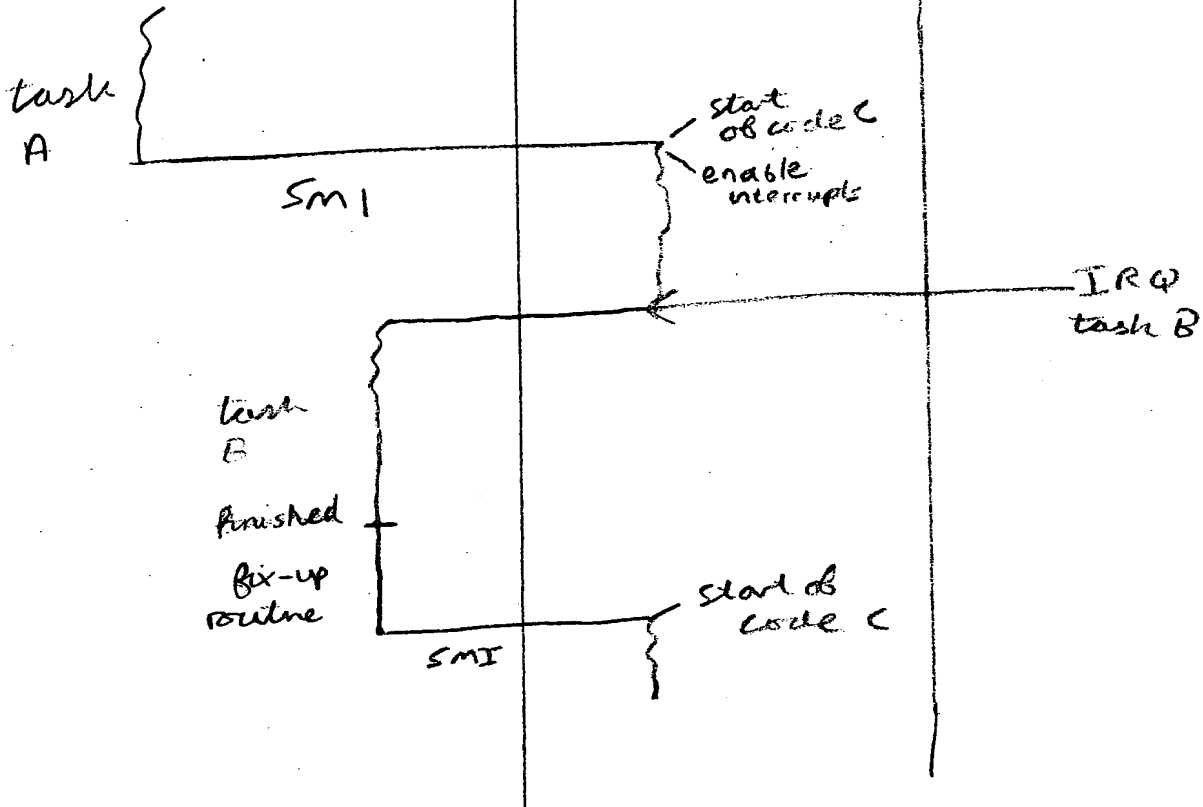 task
A
SMI
start
of code C
enable
interrupts
IRQ
task B
task
B
finished
fix-up
routine
SMI
start of
code C